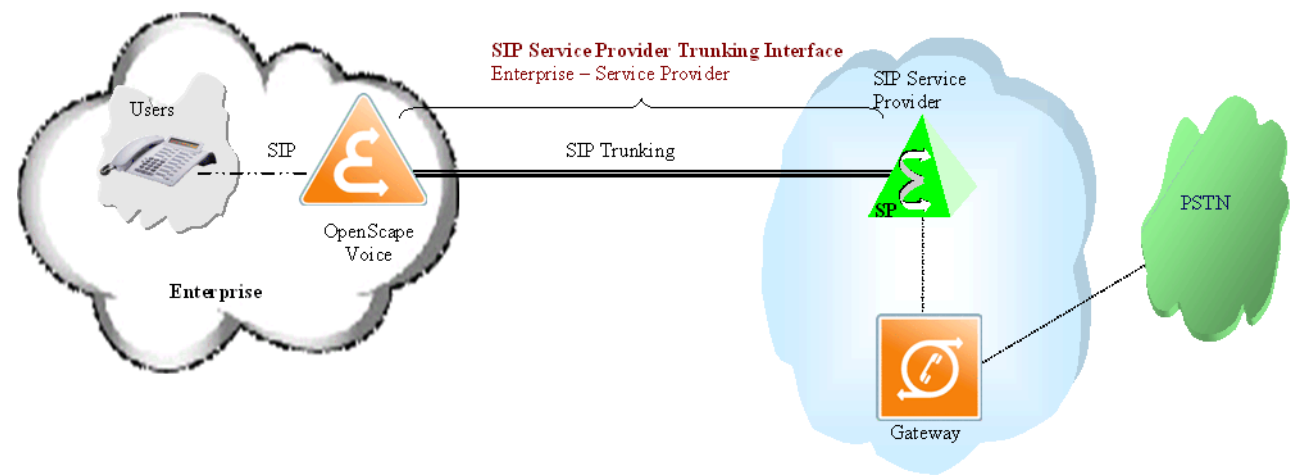 SIP Service Provider Trunking Interface
Enterprise – Service Provider
SIP Service
Provider
Users
SIP
SIP Trunking
SP
PSTN
OpenScape
Voice
Enterprise
Gateway